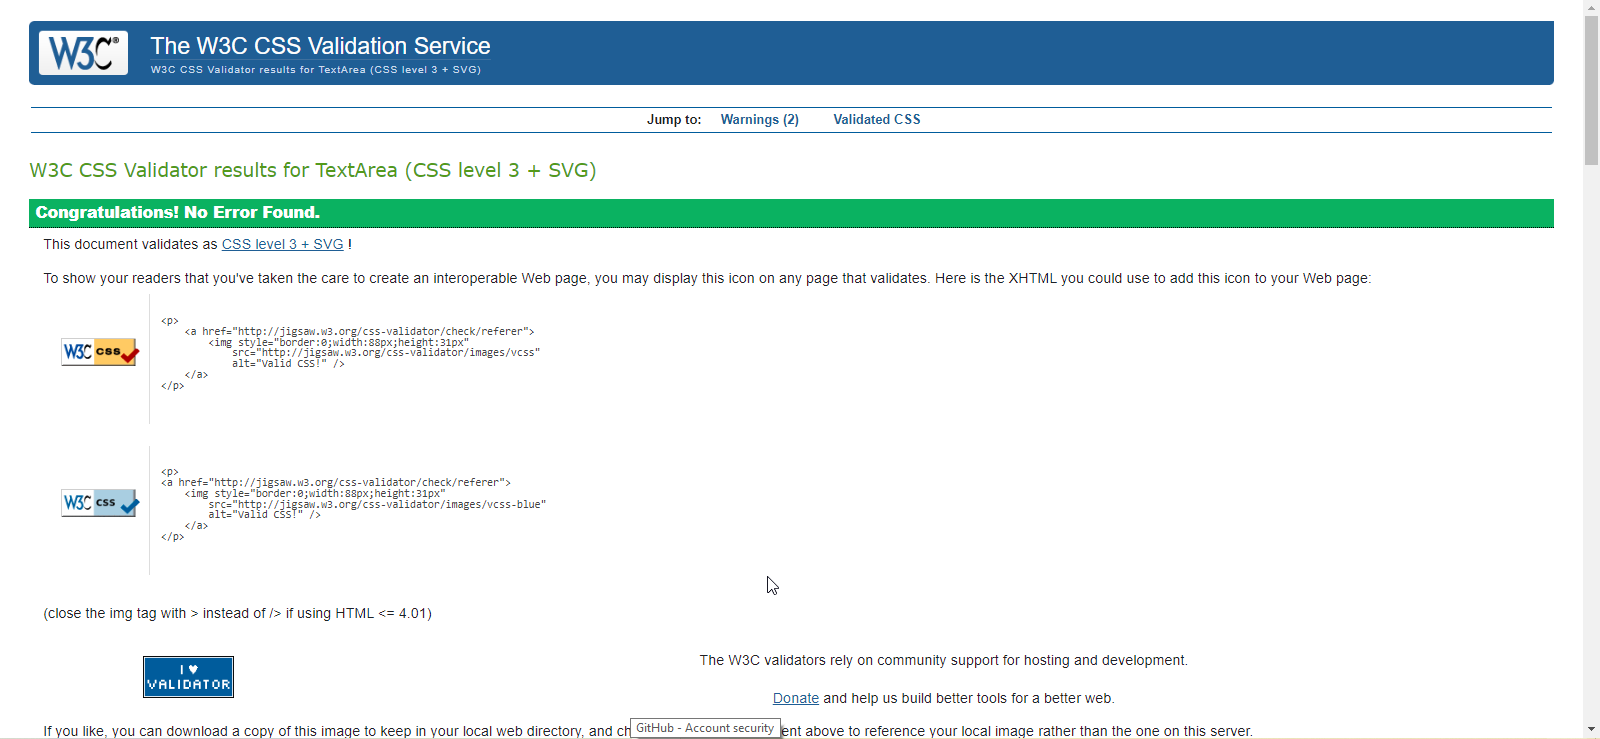 W3C®
The W3C CSS Validation Service
W3C CSS Validator results for TextArea (CSS level 3 + SVG)
Jump to: Warnings (2) Validated CSS
W3C CSS Validator results for TextArea (CSS level 3 + SVG)
Congratulations! No Error Found.
This document validates as CSS level 3 + SVG !
To show your readers that you've taken the care to create an interoperable Web page, you may display this icon on any page that validates. Here is the XHTML you could use to add this icon to your Web page:
W3C css
<p>
<a href="http://jigsaw.w3.org/css-validator/check/referer">
<img style="border:0;width:88px;height:31px"
src="http://jigsaw.w3.org/css-validator/images/vcss"
alt="Valid CSS!" />
</a>
</p>
W3C css
<p>
<a href="http://jigsaw.w3.org/css-validator/check/referer">
<img style="border:0;width:88px;height:31px"
src="http://jigsaw.w3.org/css-validator/images/vcss-blue"
alt="Valid CSS!" />
</a>
</p>
(close the img tag with > instead of /> if using HTML <= 4.01)
I ♥
VALIDATOR
The W3C validators rely on community support for hosting and development.
Donate and help us build better tools for a better web.
If you like, you can download a copy of this image to keep in your local web directory, and ch
GitHub - Account security
ent above to reference your local image rather than the one on this server.